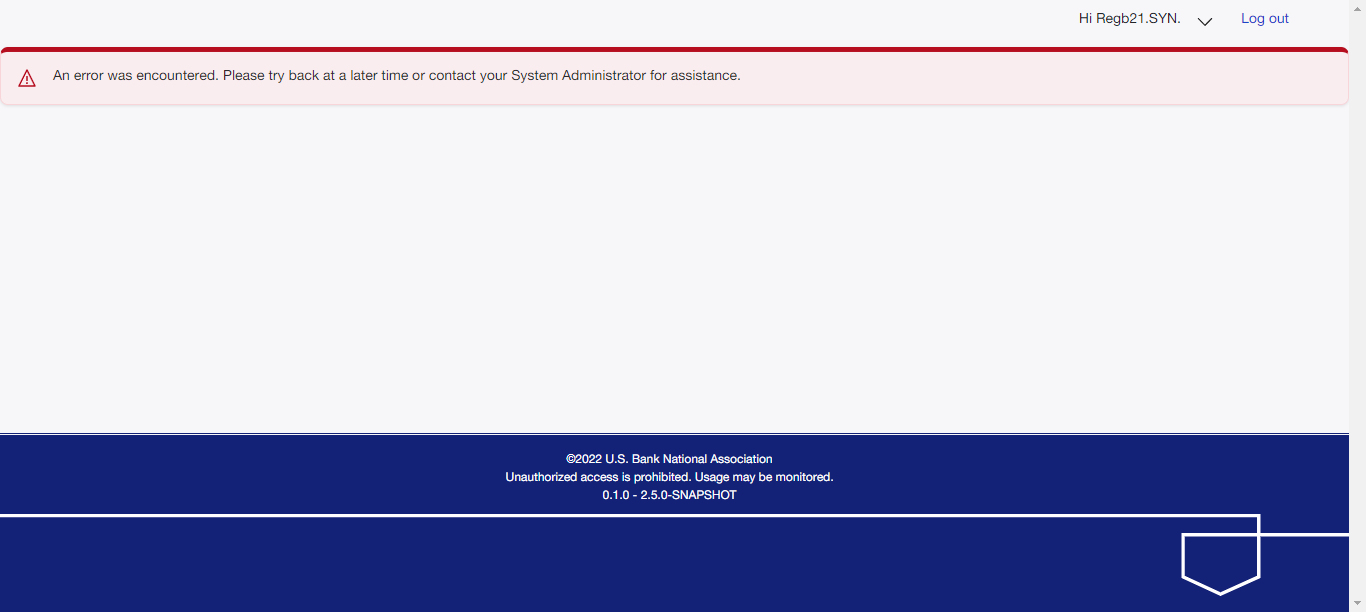 Hi Regb21.SYN.
Log out
An error was encountered. Please try back at a later time or contact your System Administrator for assistance.
©2022 U.S. Bank National Association
Unauthorized access is prohibited. Usage may be monitored.
0.1.0 - 2.5.0-SNAPSHOT